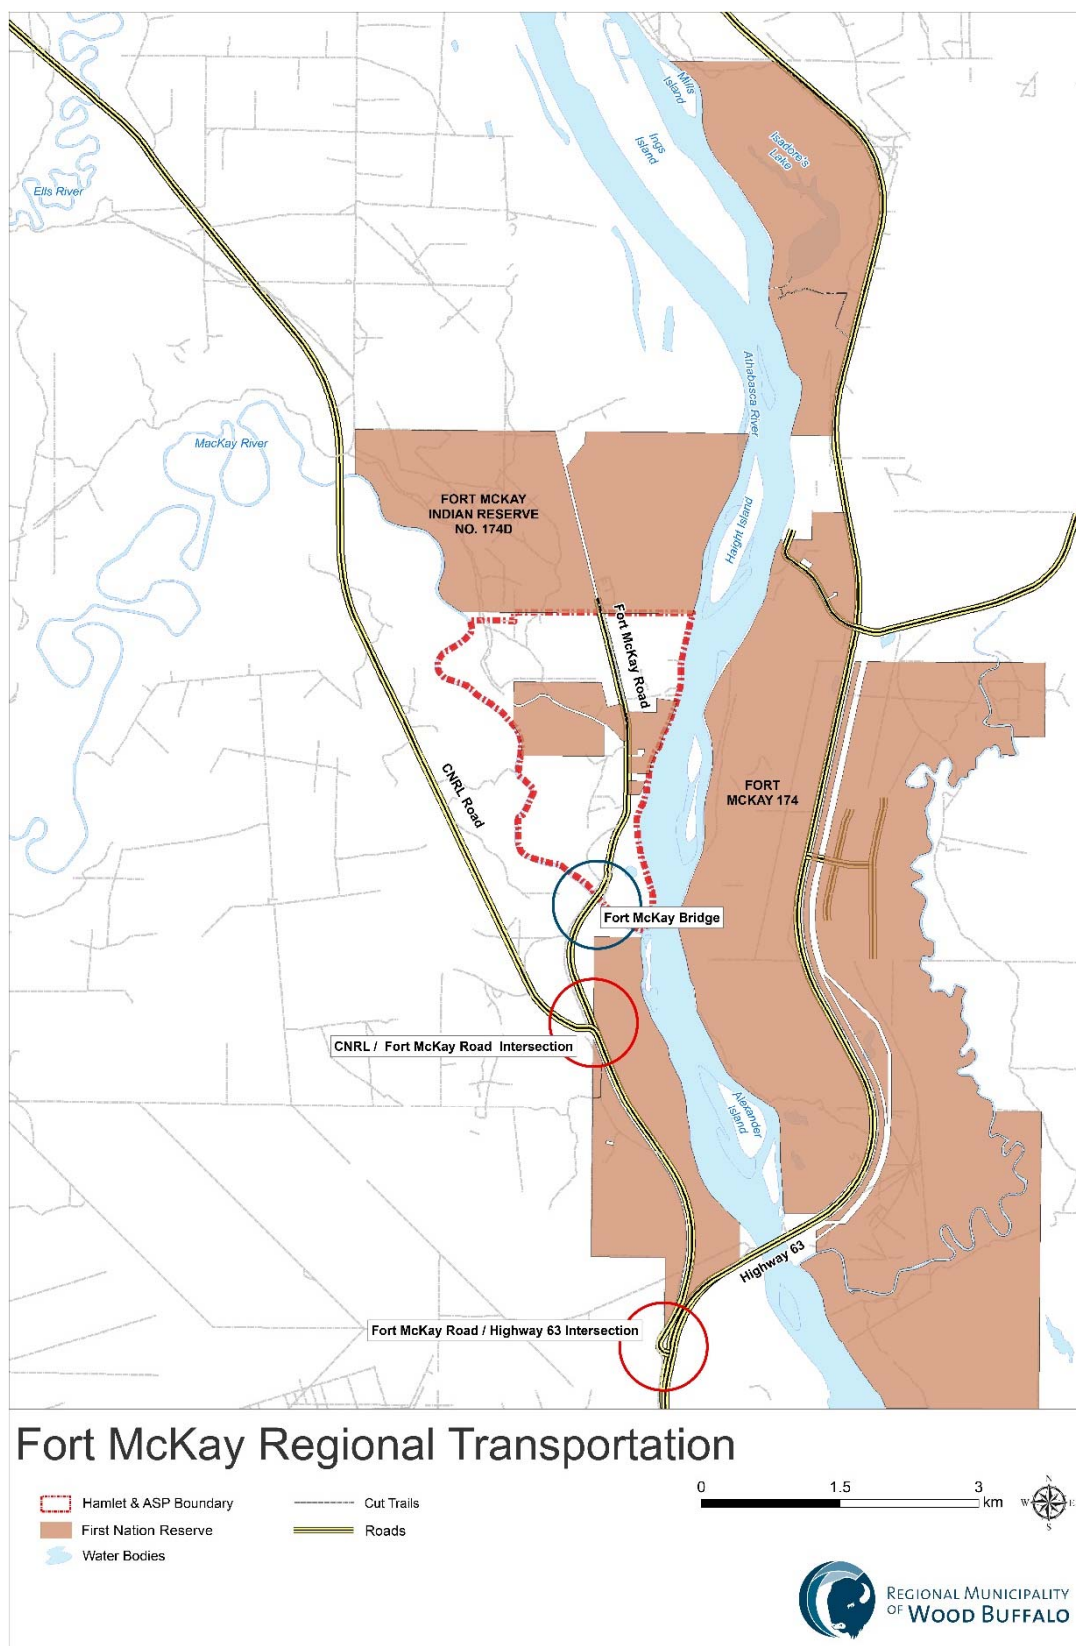 Mills
Island
Ings
Island
Isadore's
Lake
Ells River
Athabasca River
MacKay River
FORT MCKAY
INDIAN RESERVE
NO. 174D
Haight Island
Fort McKay Road
CNRL Road
FORT
MCKAY 174
Fort McKay Bridge
CNRL / Fort McKay Road Intersection
Alexander
Island
Highway 63
Fort McKay Road / Highway 63 Intersection
Fort McKay Regional Transportation
Hamlet & ASP Boundary
First Nation Reserve
Water Bodies
Cut Trails
Roads
0 1.5 3
km
N
W E
S
REGIONAL MUNICIPALITY
OF WOOD BUFFALO